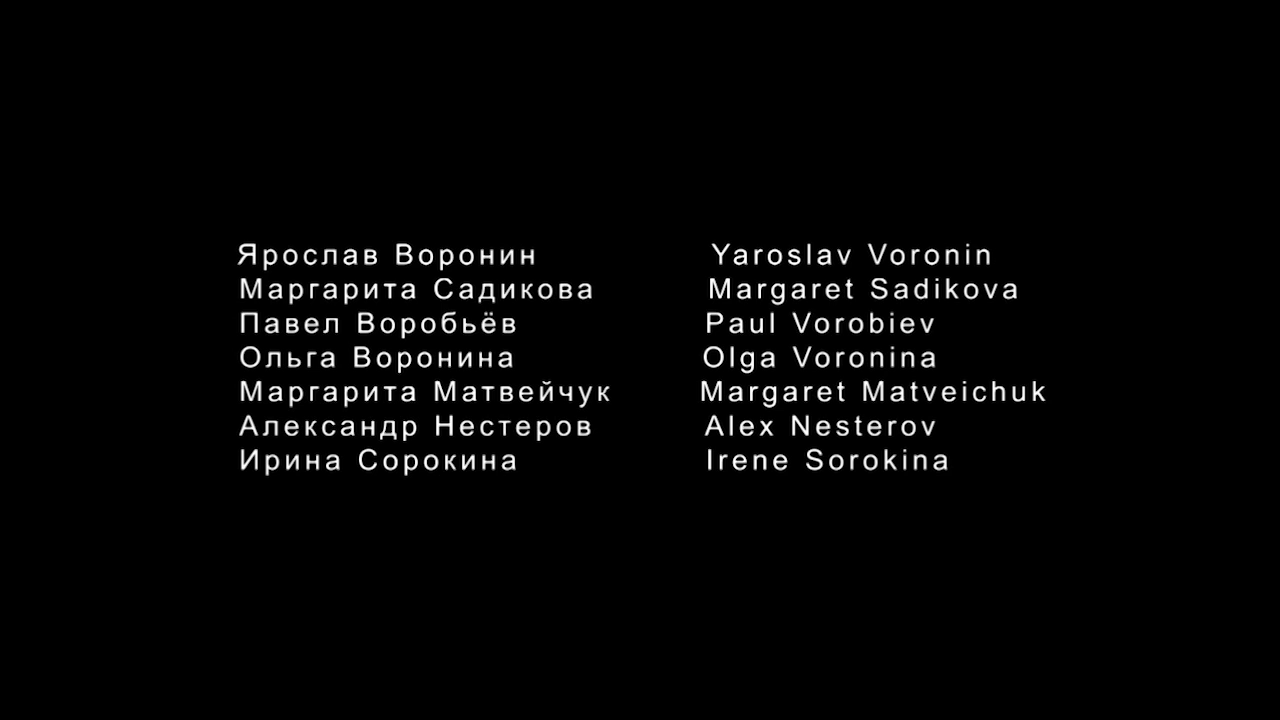 Ярослав Воронин Yaroslav Voronin
Маргарита Садикова Margaret Sadikova
Павел Воробьёв Paul Vorobiev
Ольга Воронина Olga Voronina
Маргарита Матвейчук Margaret Matveichuk
Александр Нестеров Alex Nesterov
Ирина Сорокина Irene Sorokina